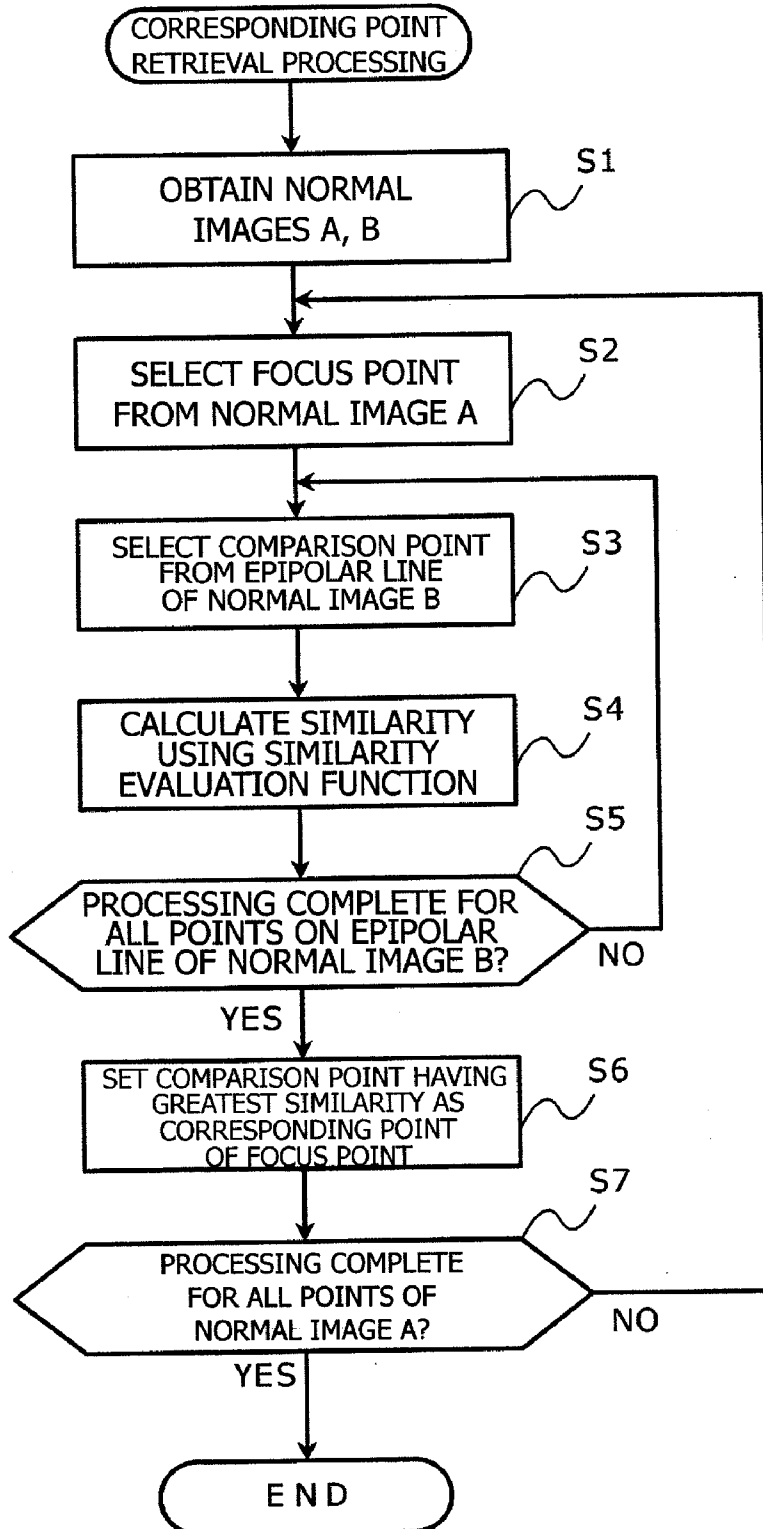 CORRESPONDING POINT
RETRIEVAL PROCESSING
S1
OBTAIN NORMAL
IMAGES A, B
S2
SELECT FOCUS POINT
FROM NORMAL IMAGE A
S3
SELECT COMPARISON POINT
FROM EPIPOLAR LINE
OF NORMAL IMAGE B
S4
CALCULATE SIMILARITY
USING SIMILARITY
EVALUATION FUNCTION
S5
PROCESSING COMPLETE FOR
ALL POINTS ON EPIPOLAR
LINE OF NORMAL IMAGE B?
NO
YES
S6
SET COMPARISON POINT HAVING
GREATEST SIMILARITY AS
CORRESPONDING POINT
OF FOCUS POINT
S7
PROCESSING COMPLETE
FOR ALL POINTS OF
NORMAL IMAGE A?
NO
YES
END